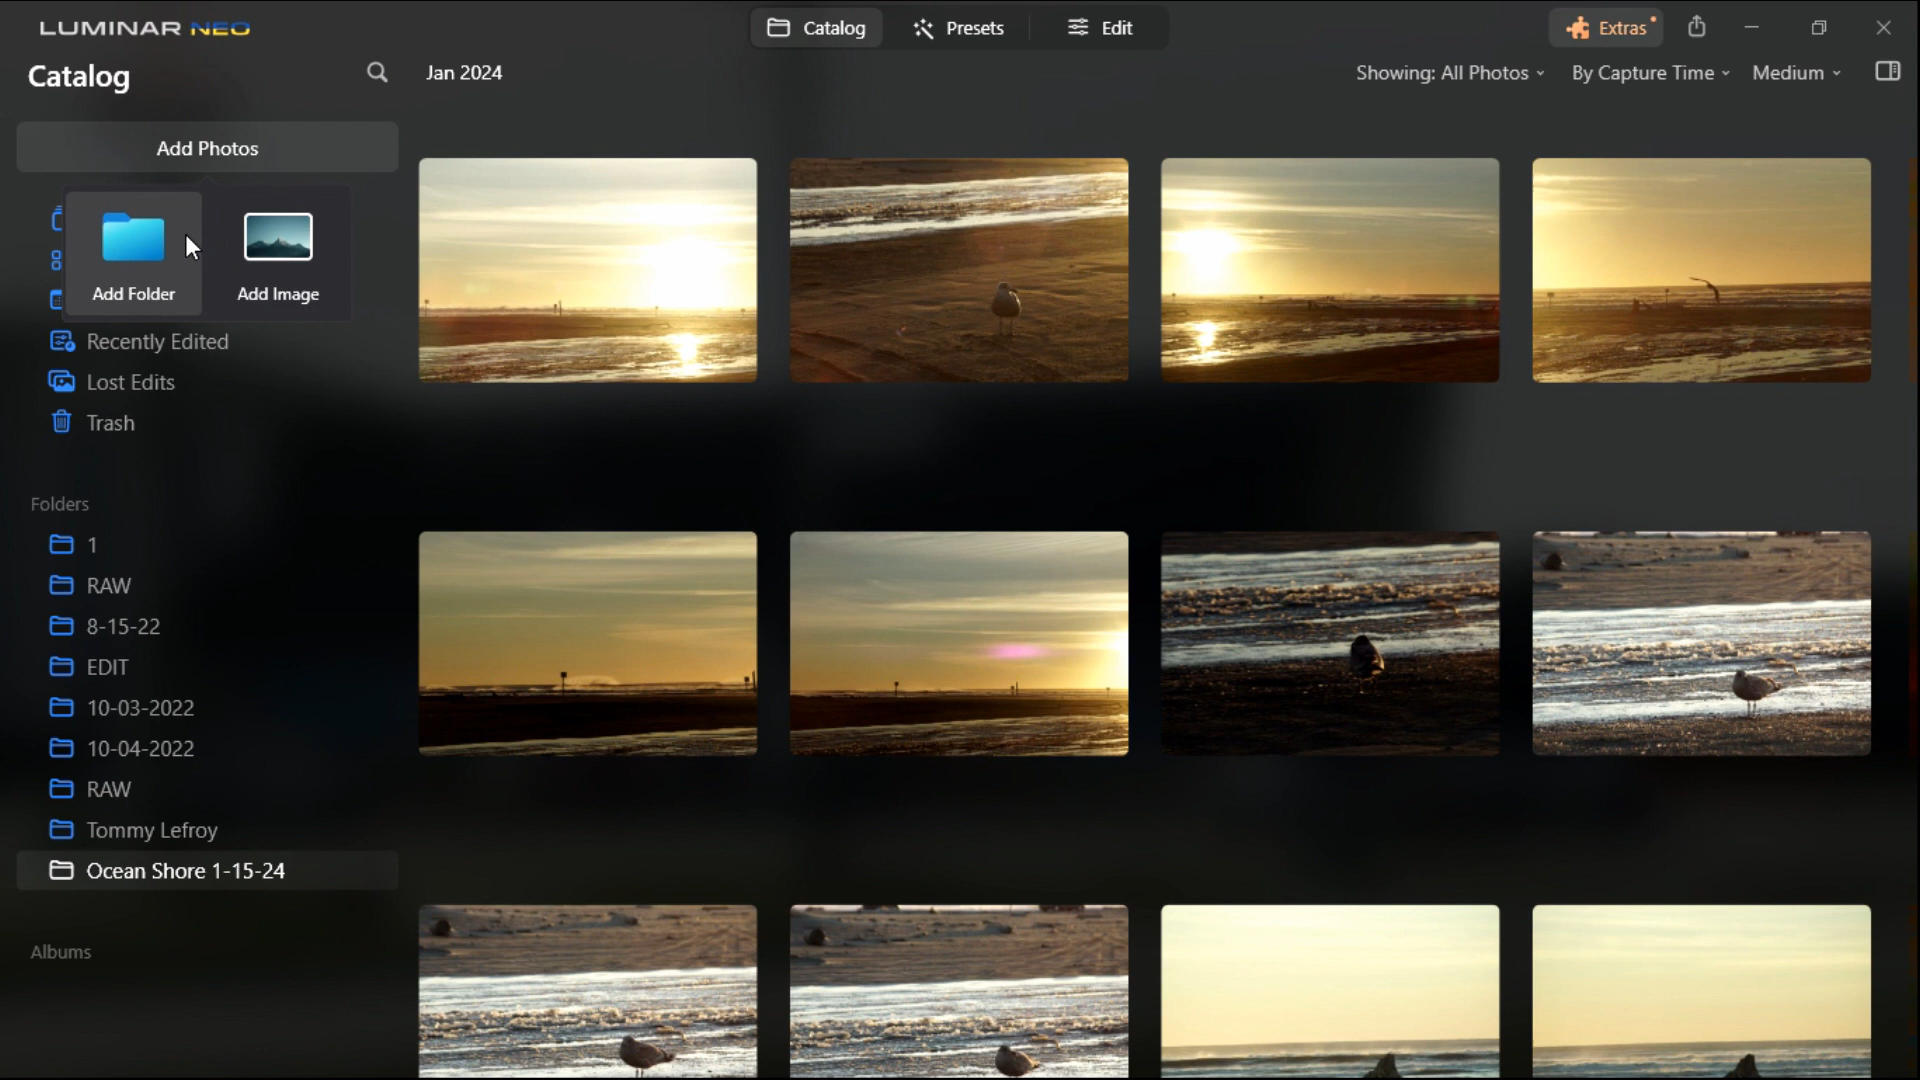 LUMINAR NEO
Catalog
Presets
Edit
Extras
Catalog
Jan 2024
Showing: All Photos
By Capture Time
Medium
Add Photos
Add Folder
Add Image
Recently Edited
Lost Edits
Trash
Folders
1
RAW
8-15-22
EDIT
10-03-2022
10-04-2022
RAW
Tommy Lefroy
Ocean Shore 1-15-24
Albums